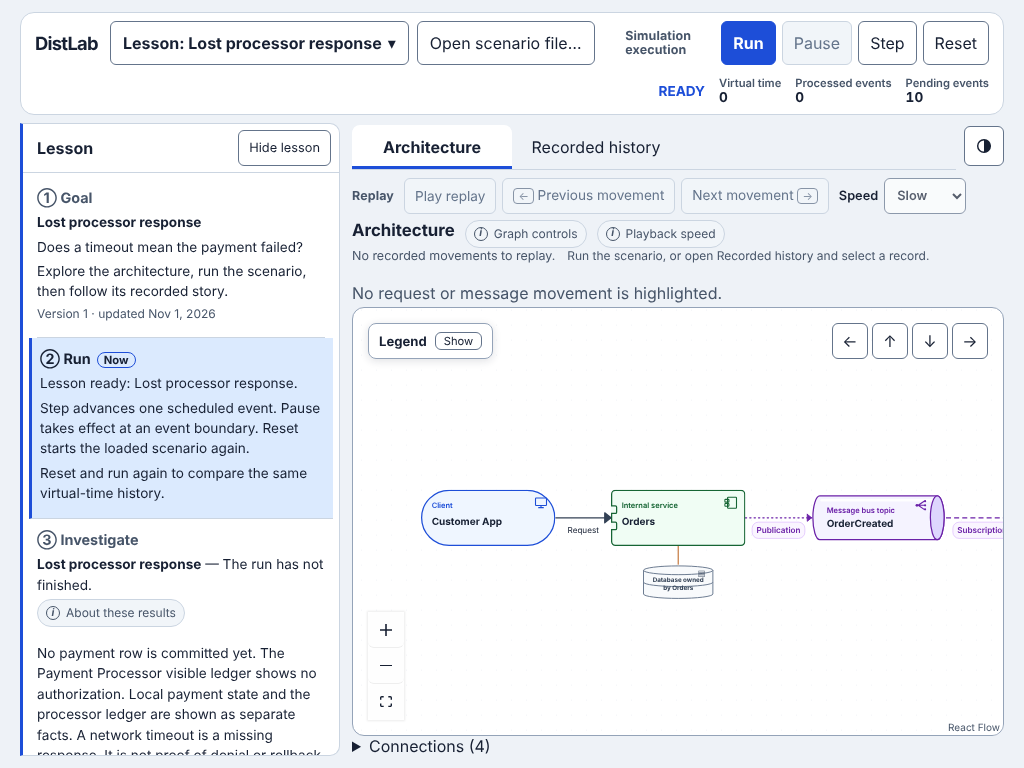 DistLab
Lesson: Lost processor response ▾
Open scenario file...
Simulation
execution
Run
Pause
Step
Reset
READY
Virtual time
0
Processed events
0
Pending events
10
Lesson
Hide lesson
1 Goal
Lost processor response
Does a timeout mean the payment failed?
Explore the architecture, run the scenario,
then follow its recorded story.
Version 1 · updated Nov 1, 2026
2 Run Now
Lesson ready: Lost processor response.
Step advances one scheduled event. Pause
takes effect at an event boundary. Reset
starts the loaded scenario again.
Reset and run again to compare the same
virtual-time history.
3 Investigate
Lost processor response — The run has not
finished.
i About these results
No payment row is committed yet. The
Payment Processor visible ledger shows no
authorization. Local payment state and the
processor ledger are shown as separate
facts. A network timeout is a missing
response. It is not proof of denial or rollback.
Architecture
Recorded history
Replay
Play replay
← Previous movement
Next movement →
Speed
Slow
Architecture
i Graph controls
i Playback speed
No recorded movements to replay. Run the scenario, or open Recorded history and select a record.
No request or message movement is highlighted.
Legend
Show
← ↑ ↓ →
Client
Customer App
Request
Internal service
Orders
Publication
Message bus topic
OrderCreated
Subscription
Database owned
by Orders
+
−
React Flow
▶ Connections (4)